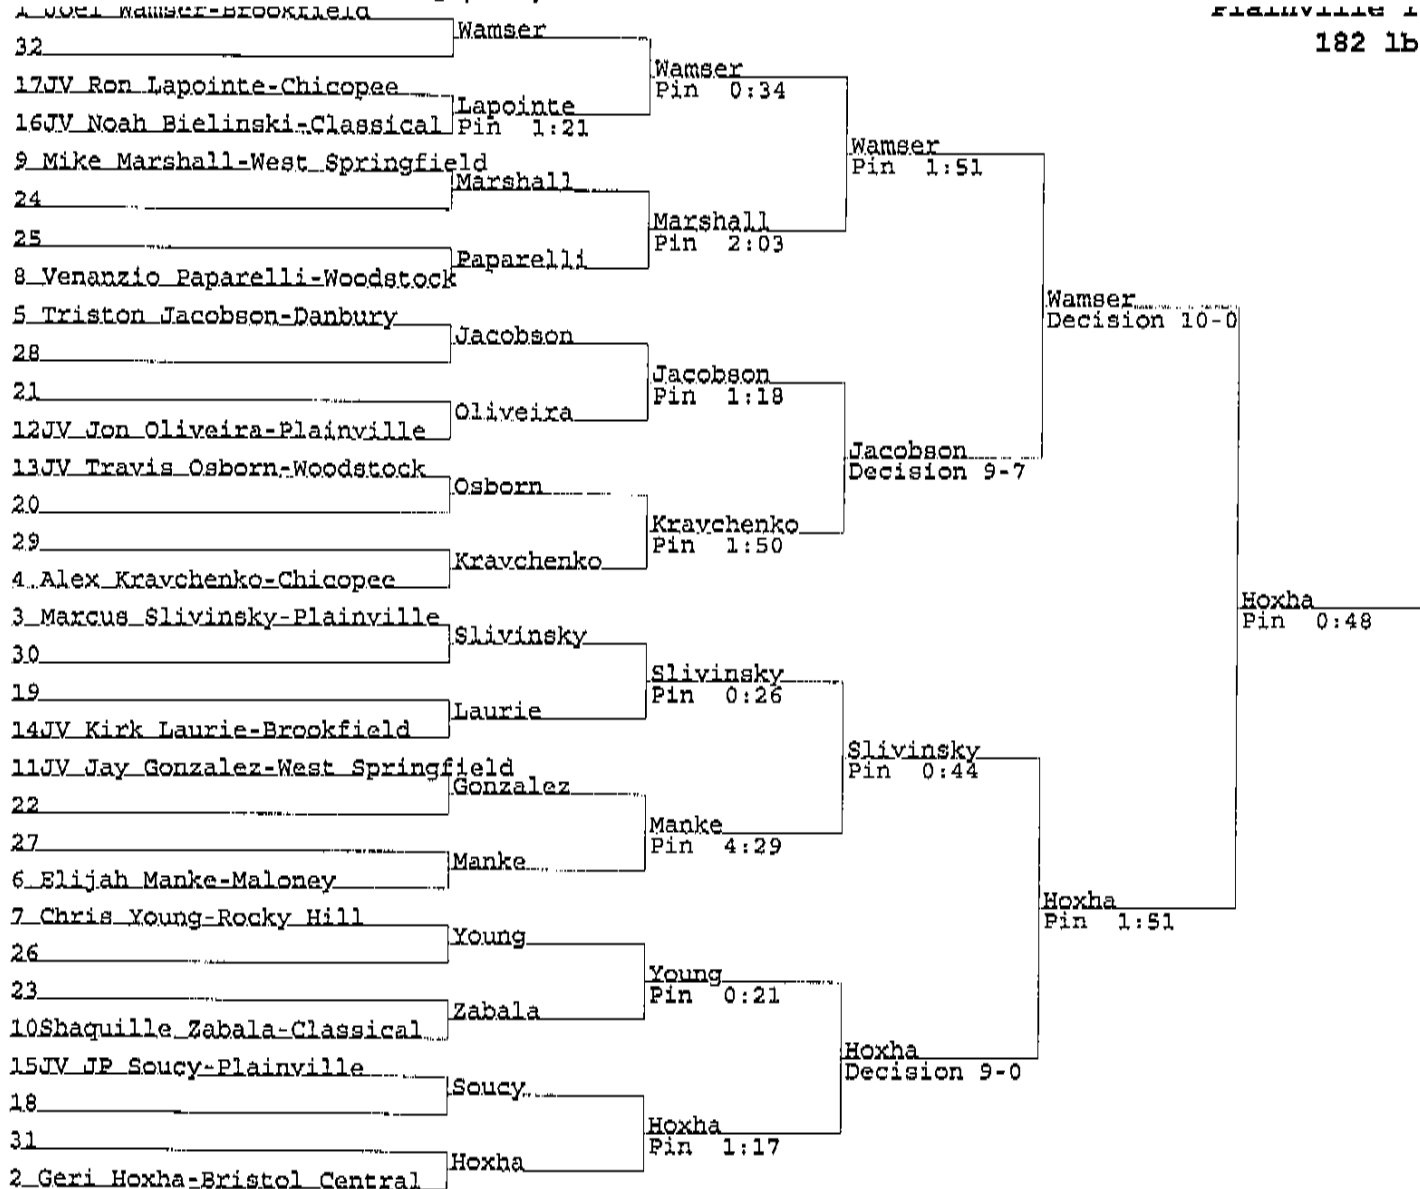 1 Joel Wamser-Brookfield
Plainville
182 lb
32
Wamser
17JV Ron Lapointe-Chicopee
16JV Noah Bielinski-Classical
Lapointe
Pin 1:21
Wamser
Pin 0:34
9 Mike Marshall-West Springfield
24
Marshall
25
8 Venanzio Paparelli-Woodstock
Paparelli
Marshall
Pin 2:03
Wamser
Pin 1:51
5 Triston Jacobson-Danbury
28
Jacobson
21
12JV Jon Oliveira-Plainville
Oliveira
Jacobson
Pin 1:18
13JV Travis Osborn-Woodstock
20
Osborn
29
4 Alex Kravchenko-Chicopee
Kravchenko
Kravchenko
Pin 1:50
Jacobson
Decision 9-7
Wamser
Decision 10-0
3 Marcus Slivinsky-Plainville
30
Slivinsky
19
14JV Kirk Laurie-Brookfield
Laurie
Slivinsky
Pin 0:26
11JV Jay Gonzalez-West Springfield
22
Gonzalez
27
6 Elijah Manke-Maloney
Manke
Manke
Pin 4:29
Slivinsky
Pin 0:44
7 Chris Young-Rocky Hill
26
Young
23
10Shaquille Zabala-Classical
Zabala
Young
Pin 0:21
15JV JP Soucy-Plainville
18
Soucy
31
2 Geri Hoxha-Bristol Central
Hoxha
Hoxha
Pin 1:17
Hoxha
Decision 9-0
Hoxha
Pin 1:51
Hoxha
Pin 0:48